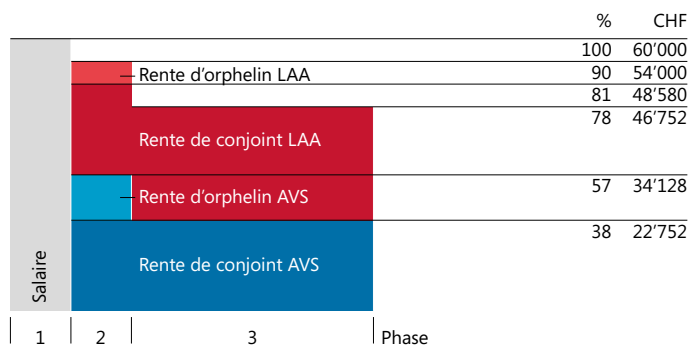 % CHF
100 60’000
Rente d'orphelin LAA 90 54’000
81 48’580
78 46’752
Rente de conjoint LAA
Rente d'orphelin AVS 57 34’128
38 22’752
Rente de conjoint AVS
Salaire
1 2 3 Phase